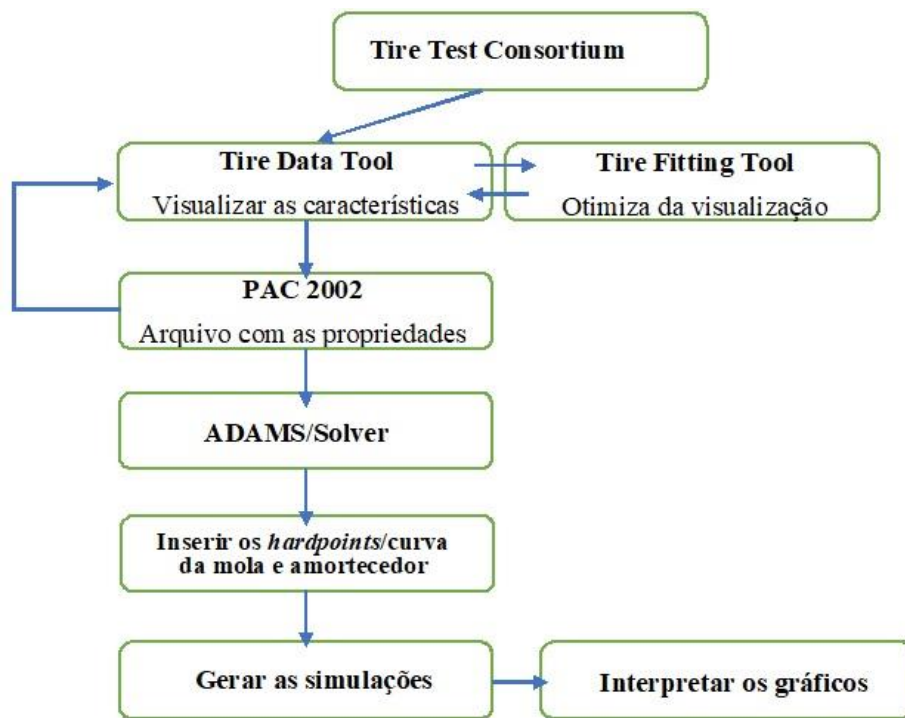 Tire Test Consortium
Tire Data Tool
Visualizar as características
Tire Fitting Tool
Otimiza da visualização
PAC 2002
Arquivo com as propriedades
ADAMS/Solver
Inserir os hardpoints/curva
da mola e amortecedor
Gerar as simulações
Interpretar os gráficos